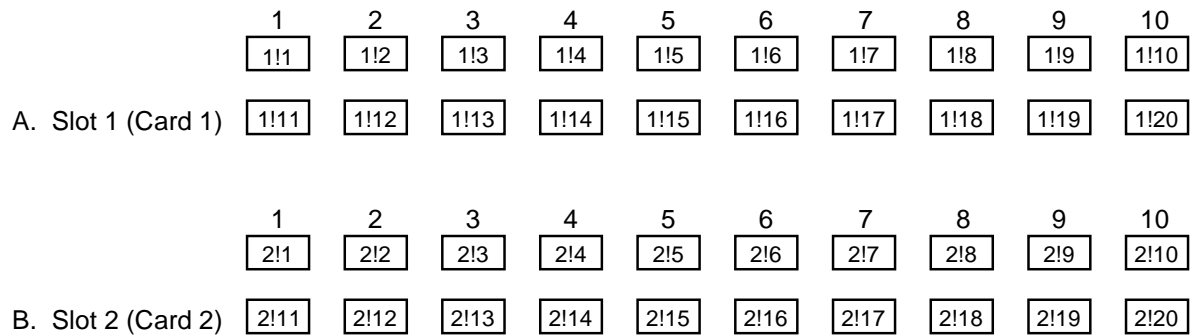 1 2 3 4 5 6 7 8 9 10
1!1 1!2 1!3 1!4 1!5 1!6 1!7 1!8 1!9 1!10
A. Slot 1 (Card 1) 1!11 1!12 1!13 1!14 1!15 1!16 1!17 1!18 1!19 1!20
1 2 3 4 5 6 7 8 9 10
2!1 2!2 2!3 2!4 2!5 2!6 2!7 2!8 2!9 2!10
B. Slot 2 (Card 2) 2!11 2!12 2!13 2!14 2!15 2!16 2!17 2!18 2!19 2!20